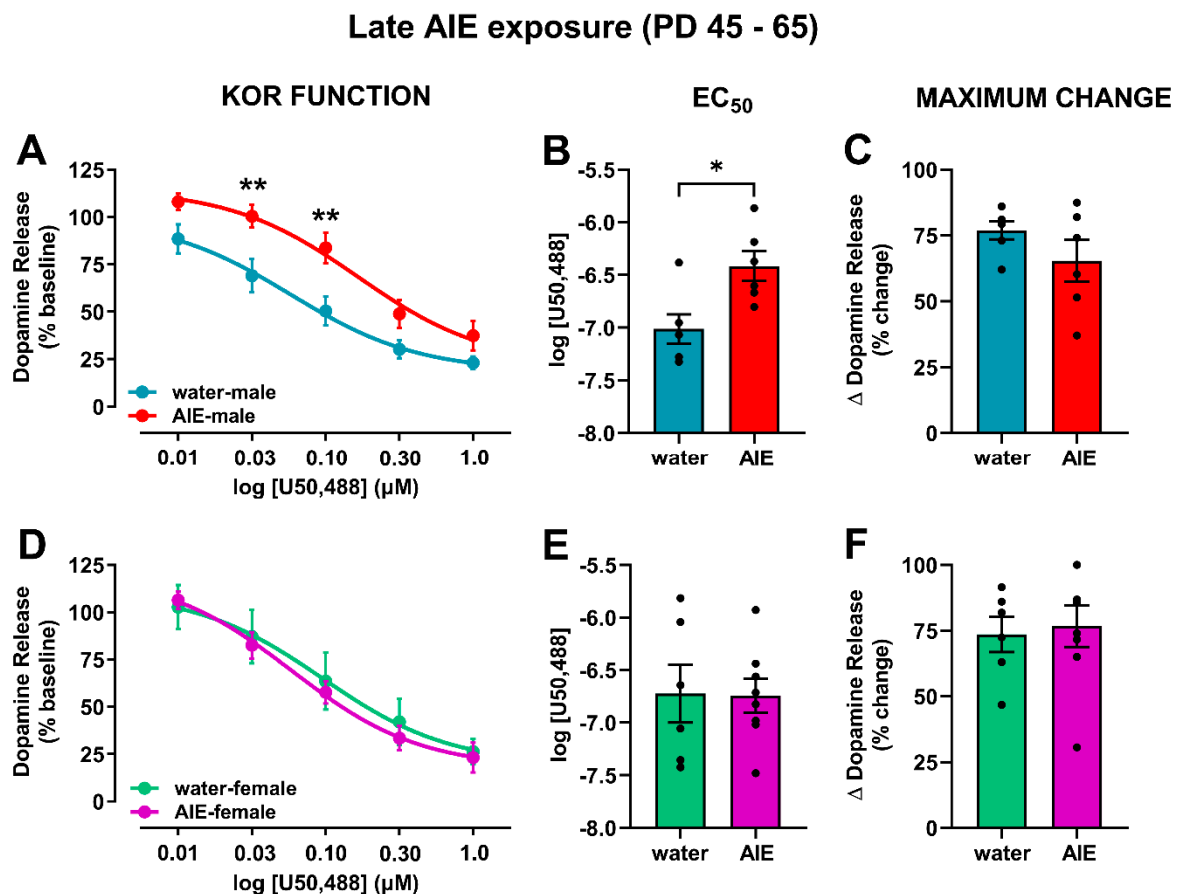 Late AIE exposure (PD 45 - 65)
KOR FUNCTION
EC50
MAXIMUM CHANGE
A
Dopamine Release
(% baseline)
125
100
75
50
25
0
**
**
water-male
AIE-male
0.01 0.03 0.10 0.30 1.0
log [U50,488] (µM)
B
log [U50,488]
-5.5
-6.0
-6.5
-7.0
-7.5
-8.0
*
water AIE
C
Δ Dopamine Release
(% change)
100
75
50
25
0
water AIE
D
Dopamine Release
(% baseline)
125
100
75
50
25
0
water-female
AIE-female
0.01 0.03 0.10 0.30 1.0
log [U50,488] (µM)
E
log [U50,488]
-5.5
-6.0
-6.5
-7.0
-7.5
-8.0
water AIE
F
Δ Dopamine Release
(% change)
100
75
50
25
0
water AIE